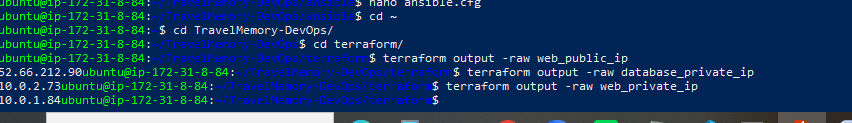 ubuntu@ip-172-31-8-84:~/TravelMemory-DevOps/ansible$ nano ansible.cfg
ubuntu@ip-172-31-8-84:~/TravelMemory-DevOps/ansible$ cd ~
ubuntu@ip-172-31-8-84: $ cd TravelMemory-DevOps/
ubuntu@ip-172-31-8-84:~/TravelMemory-DevOps$ cd terraform/
ubuntu@ip-172-31-8-84:~/TravelMemory-DevOps/terraform$ terraform output -raw web_public_ip
52.66.212.90ubuntu@ip-172-31-8-84:~/TravelMemory-DevOps/terraform$ terraform output -raw database_private_ip
10.0.2.73ubuntu@ip-172-31-8-84:~/TravelMemory-DevOps/terraform$ terraform output -raw web_private_ip
10.0.1.84ubuntu@ip-172-31-8-84:~/TravelMemory-DevOps/terraform$